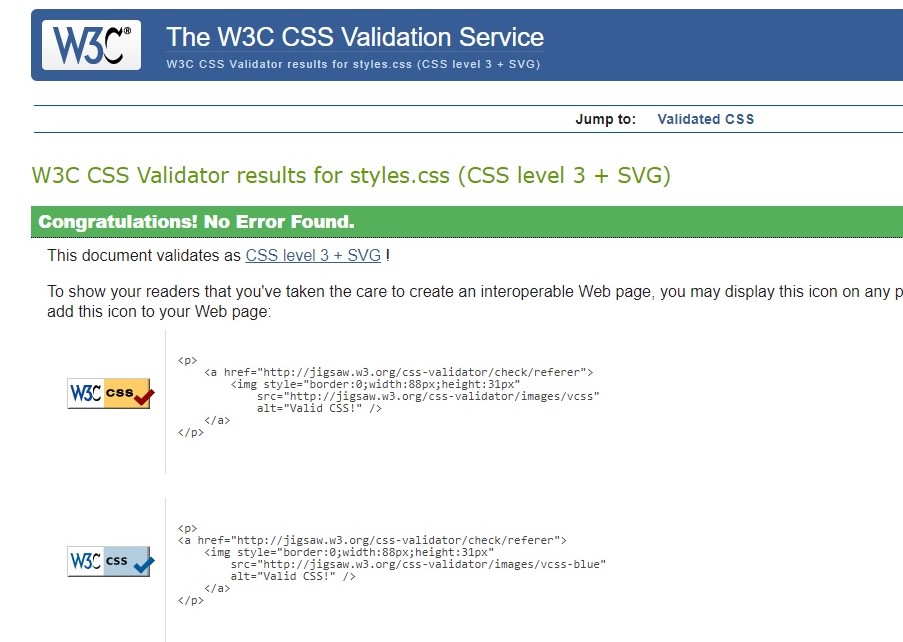 W3C®
The W3C CSS Validation Service
W3C CSS Validator results for styles.css (CSS level 3 + SVG)
Jump to: Validated CSS
W3C CSS Validator results for styles.css (CSS level 3 + SVG)
Congratulations! No Error Found.
This document validates as CSS level 3 + SVG !
To show your readers that you've taken the care to create an interoperable Web page, you may display this icon on any p
add this icon to your Web page:
W3C css
<p>
<a href="http://jigsaw.w3.org/css-validator/check/referer">
<img style="border:0;width:88px;height:31px"
src="http://jigsaw.w3.org/css-validator/images/vcss"
alt="Valid CSS!" />
</a>
</p>
W3C css
<p>
<a href="http://jigsaw.w3.org/css-validator/check/referer">
<img style="border:0;width:88px;height:31px"
src="http://jigsaw.w3.org/css-validator/images/vcss-blue"
alt="Valid CSS!" />
</a>
</p>